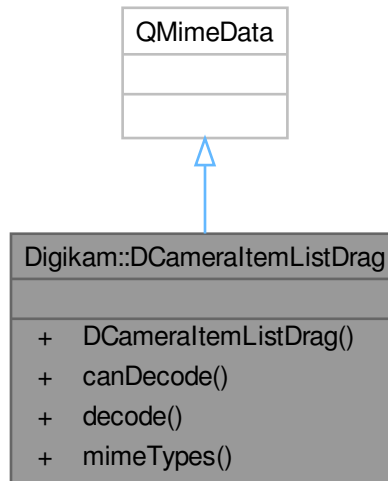 QMimeData
Digikam::DCameraItemListDrag
+ DCameraItemListDrag()
+ canDecode()
+ decode()
+ mimeTypes()